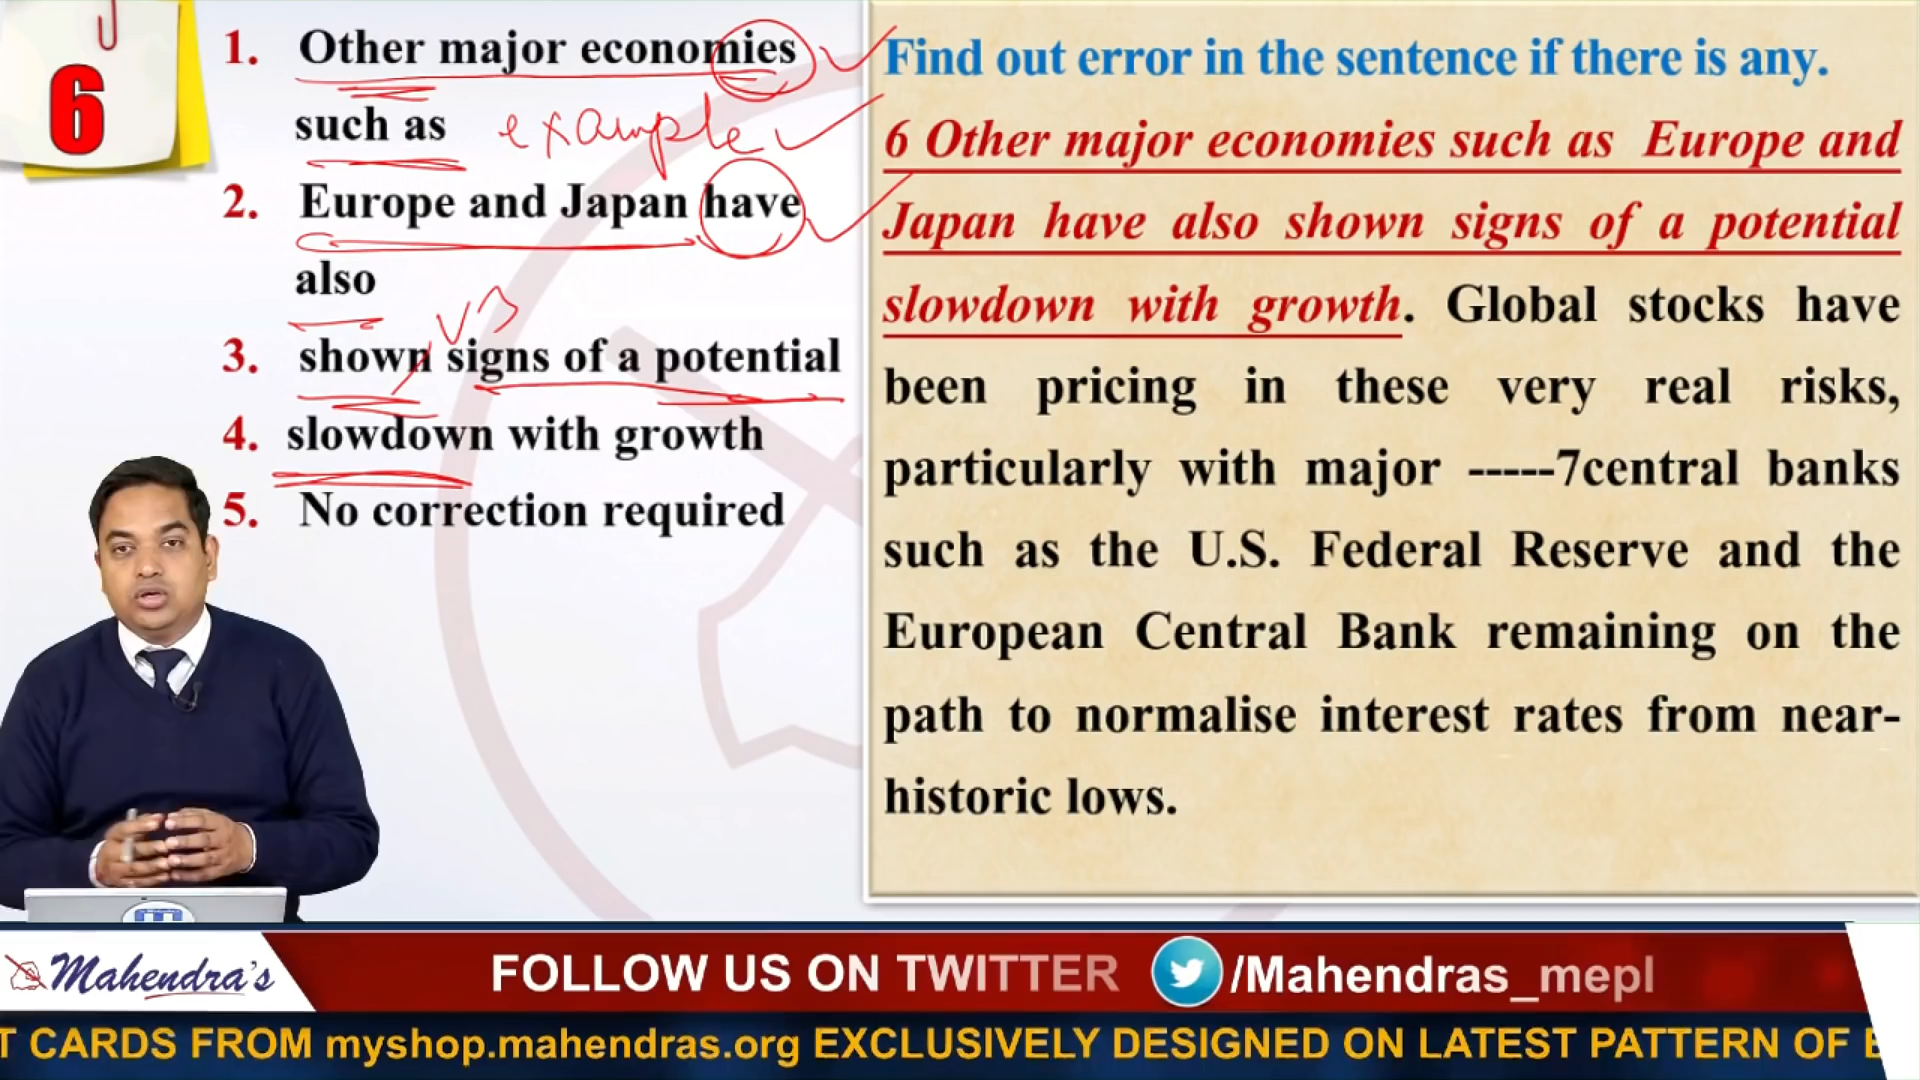 6
1. Other major economies
such as example
2. Europe and Japan have
also
V3
3. shown signs of a potential
4. slowdown with growth
5. No correction required
Find out error in the sentence if there is any.
6 Other major economies such as Europe and
Japan have also shown signs of a potential
slowdown with growth. Global stocks have
been pricing in these very real risks,
particularly with major -----7central banks
such as the U.S. Federal Reserve and the
European Central Bank remaining on the
path to normalise interest rates from near-
historic lows.
Mahendra's
FOLLOW US ON TWITTER /Mahendras_mepl
T CARDS FROM myshop.mahendras.org EXCLUSIVELY DESIGNED ON LATEST PATTERN OF